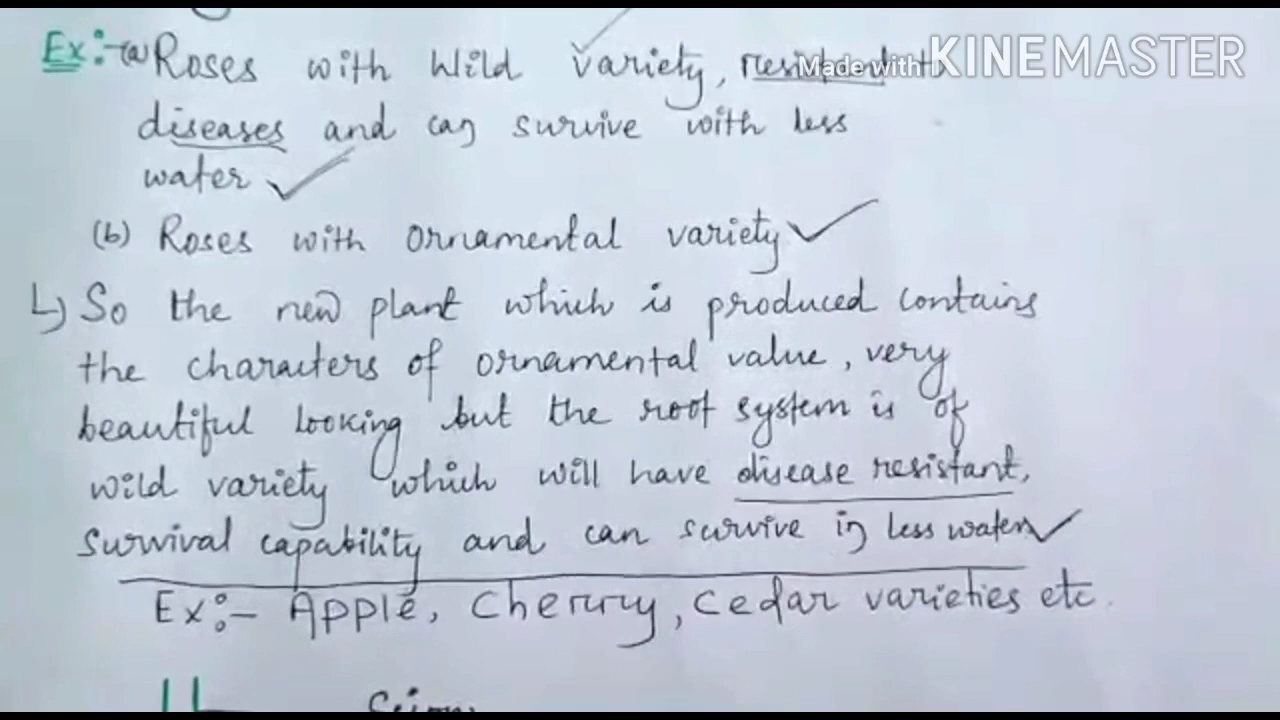 Ex:-(a) Roses with wild variety, resistant to
Made with KINEMASTER
diseases and can survive with less
water
(b) Roses with ornamental variety
So the new plant which is produced contains
the characters of ornamental value, very
beautiful looking but the root system is of
wild variety which will have disease resistant,
survival capability and can survive in less water
Ex:- Apple, Cherry, Cedar varieties etc.
Scion